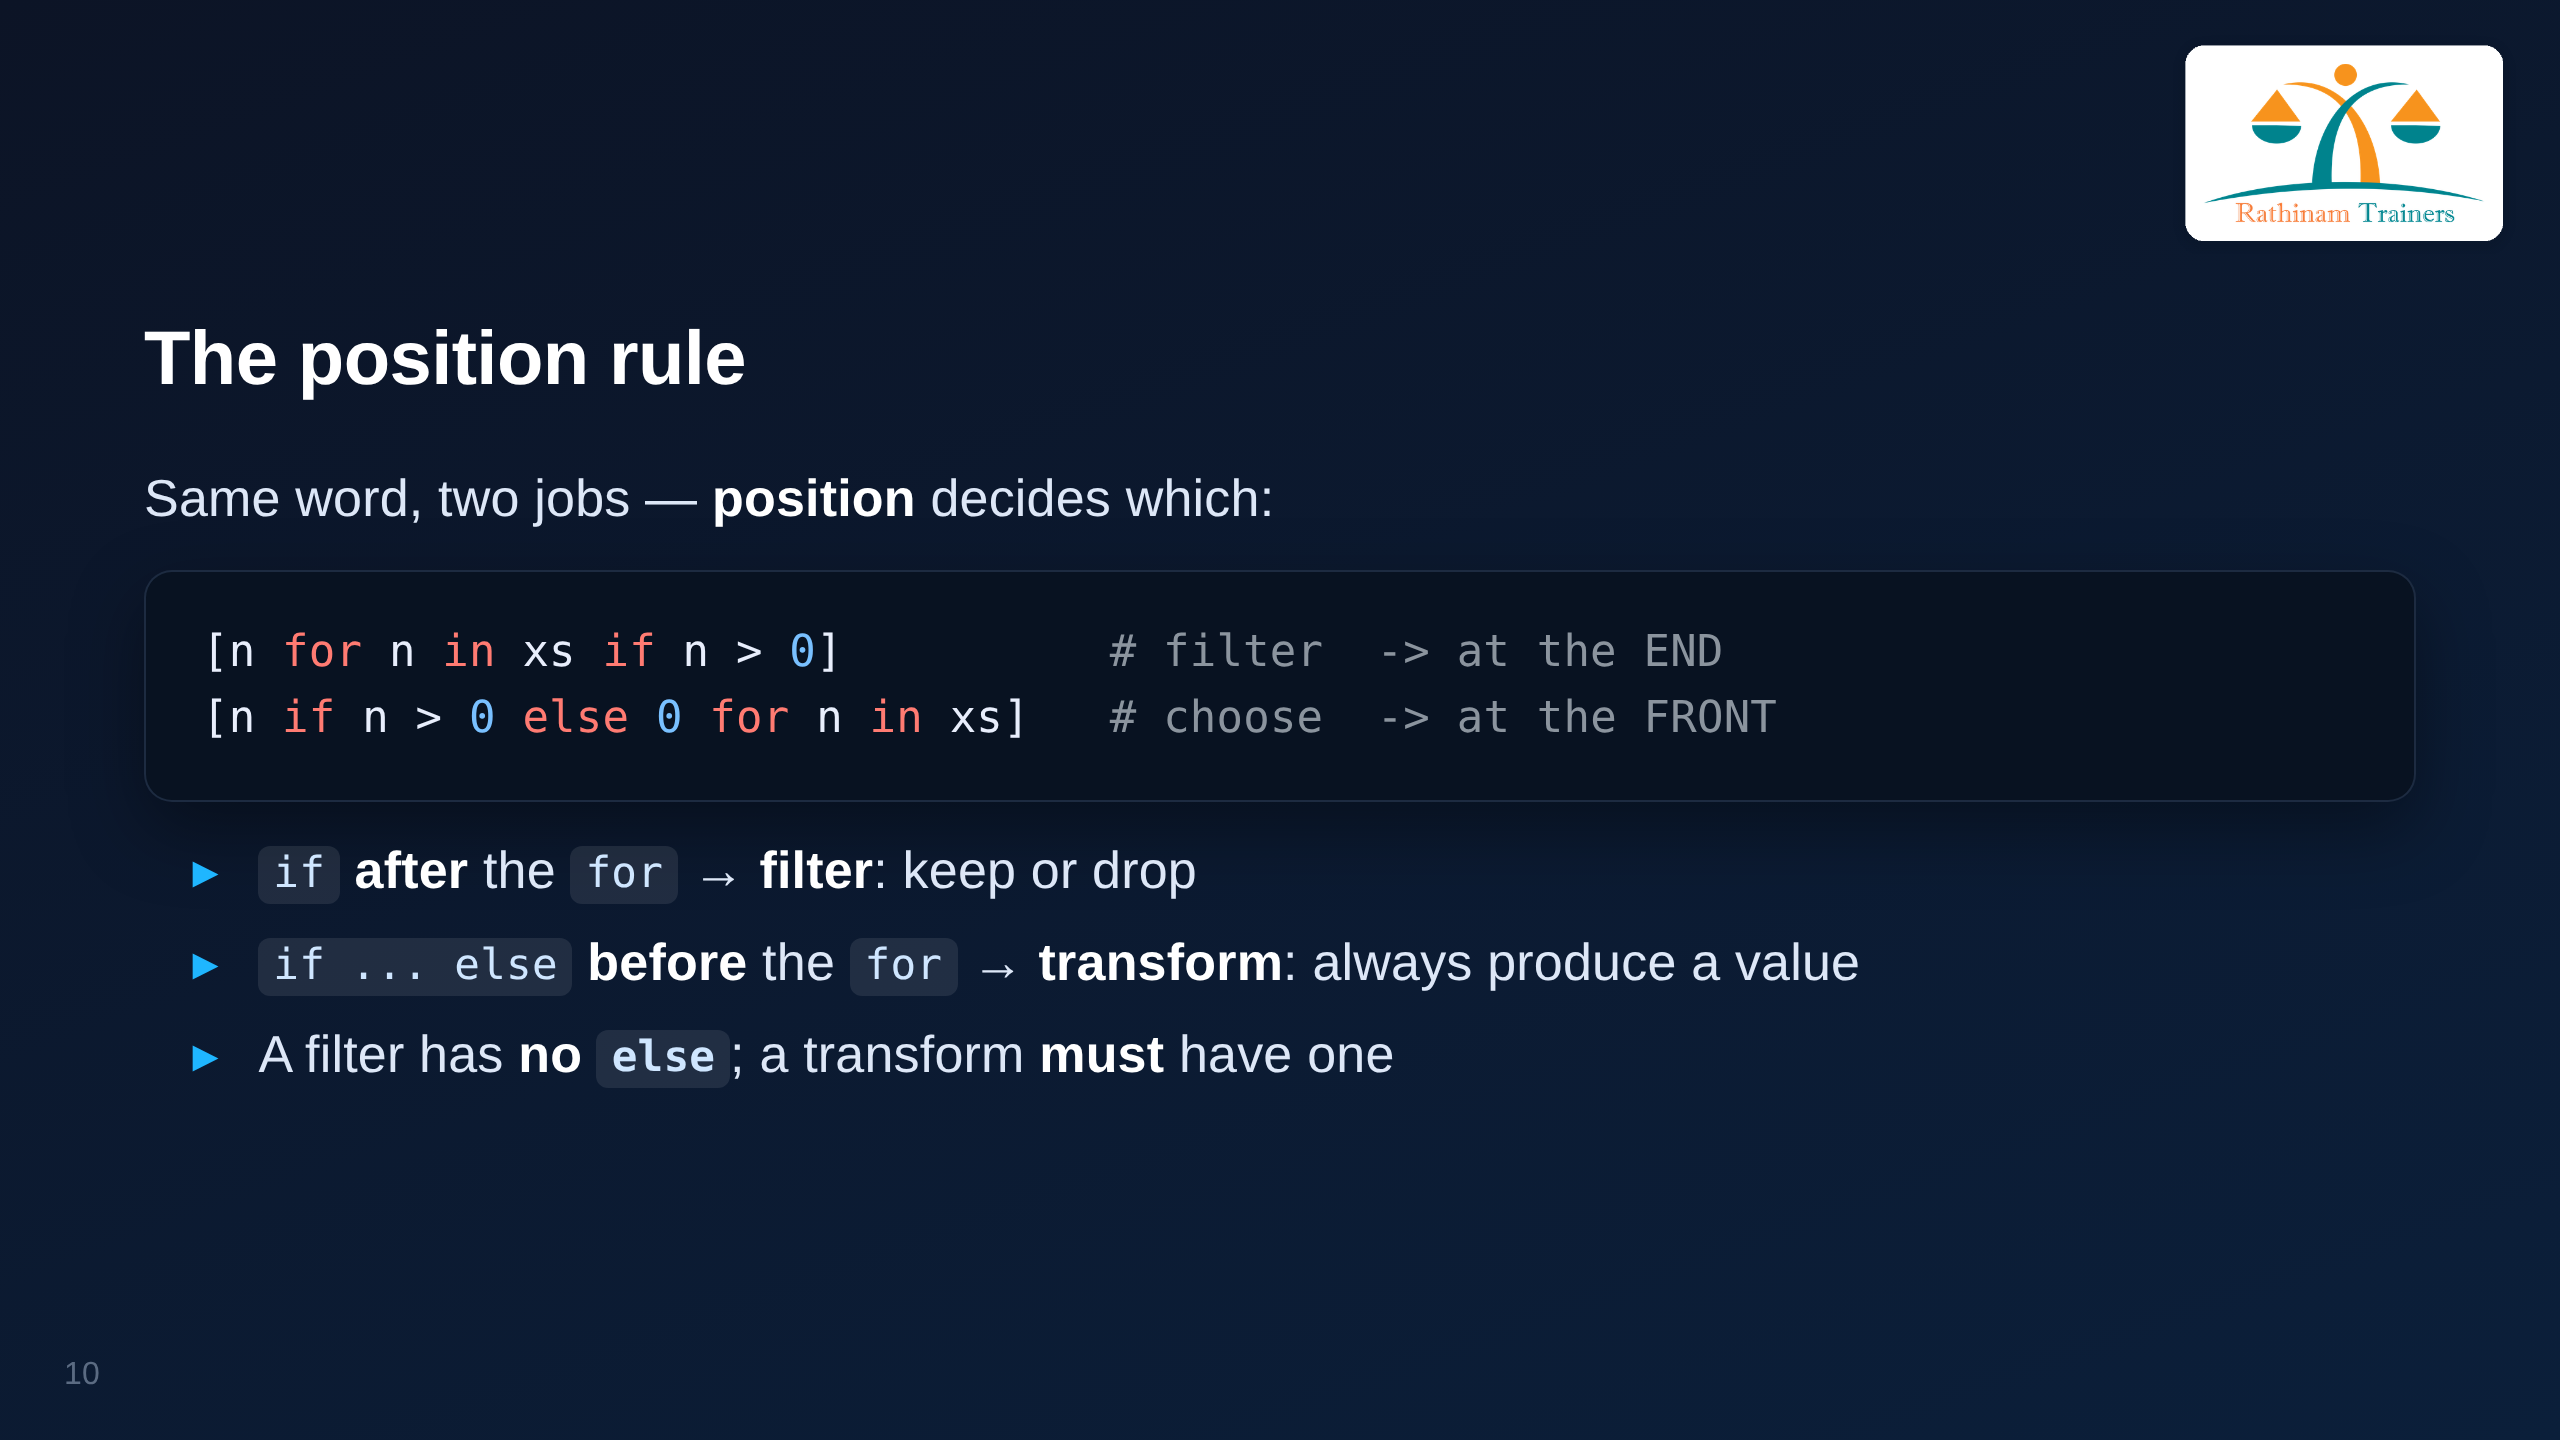 Rathinam Trainers
The position rule
Same word, two jobs — position decides which:
[n for n in xs if n > 0]          # filter  -> at the END
[n if n > 0 else 0 for n in xs]   # choose  -> at the FRONT
► if after the for → filter: keep or drop
► if ... else before the for → transform: always produce a value
► A filter has no else; a transform must have one
10